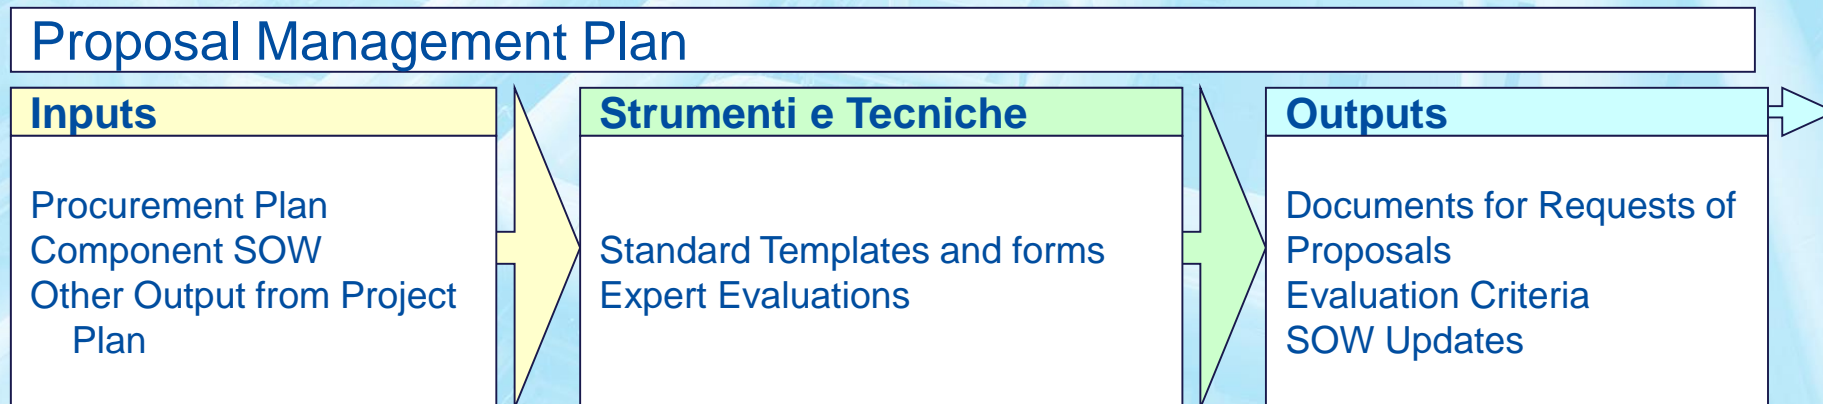 Proposal Management Plan
Inputs
Procurement Plan
Component SOW
Other Output from Project
Plan
Strumenti e Tecniche
Standard Templates and forms
Expert Evaluations
Outputs
Documents for Requests of
Proposals
Evaluation Criteria
SOW Updates